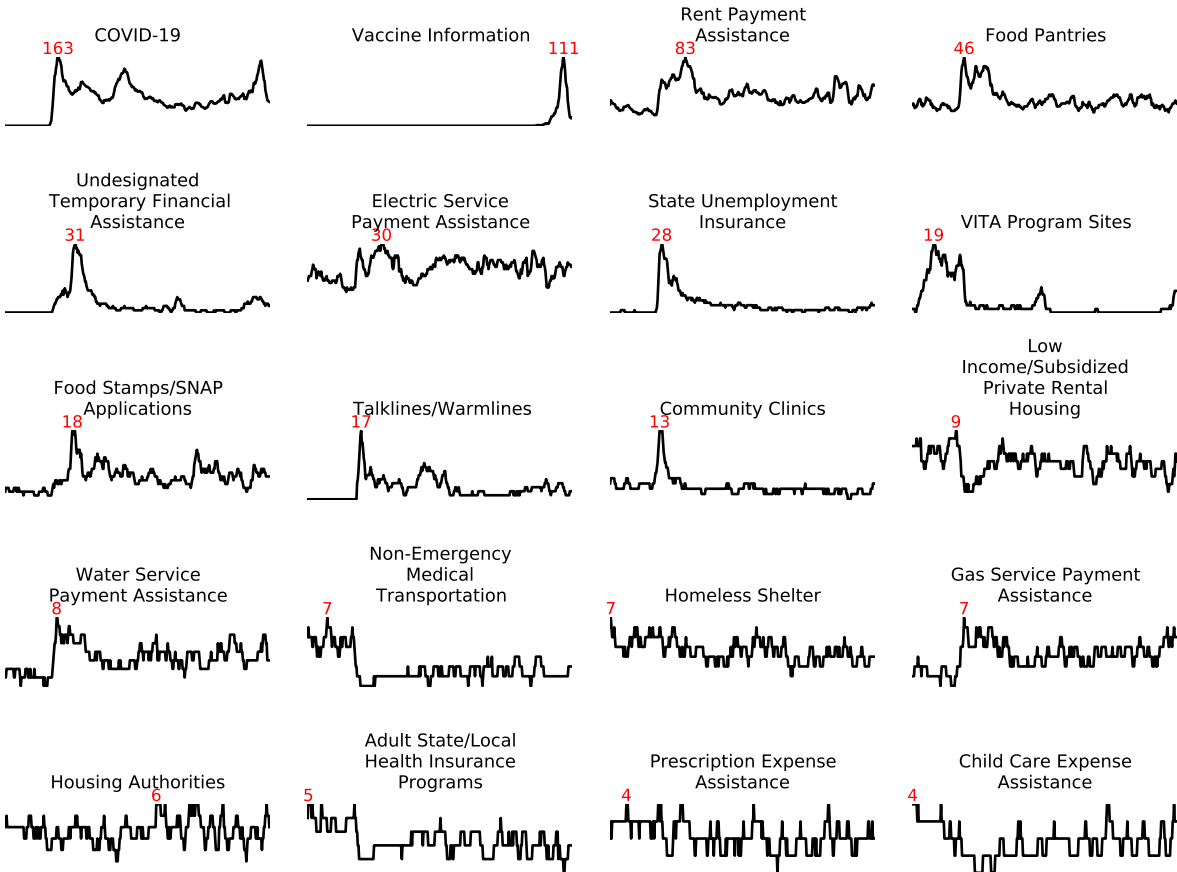 COVID-19
163
Vaccine Information
111
Rent Payment
Assistance
83
Food Pantries
46
Undesignated
Temporary Financial
Assistance
31
Electric Service
Payment Assistance
30
State Unemployment
Insurance
28
VITA Program Sites
19
Food Stamps/SNAP
Applications
18
Talklines/Warmlines
17
Community Clinics
13
Low
Income/Subsidized
Private Rental
Housing
9
Water Service
Payment Assistance
8
Non-Emergency
Medical
Transportation
7
Homeless Shelter
7
Gas Service Payment
Assistance
7
Housing Authorities
6
Adult State/Local
Health Insurance
Programs
5
Prescription Expense
Assistance
4
Child Care Expense
Assistance
4